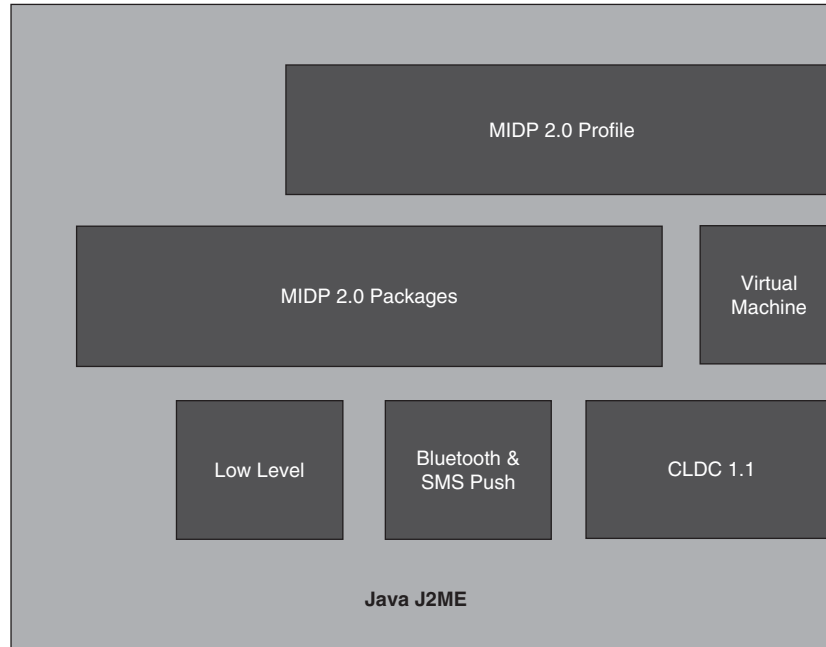 MIDP 2.0 Profile
MIDP 2.0 Packages
Virtual
Machine
Low Level
Bluetooth &
SMS Push
CLDC 1.1
Java J2ME